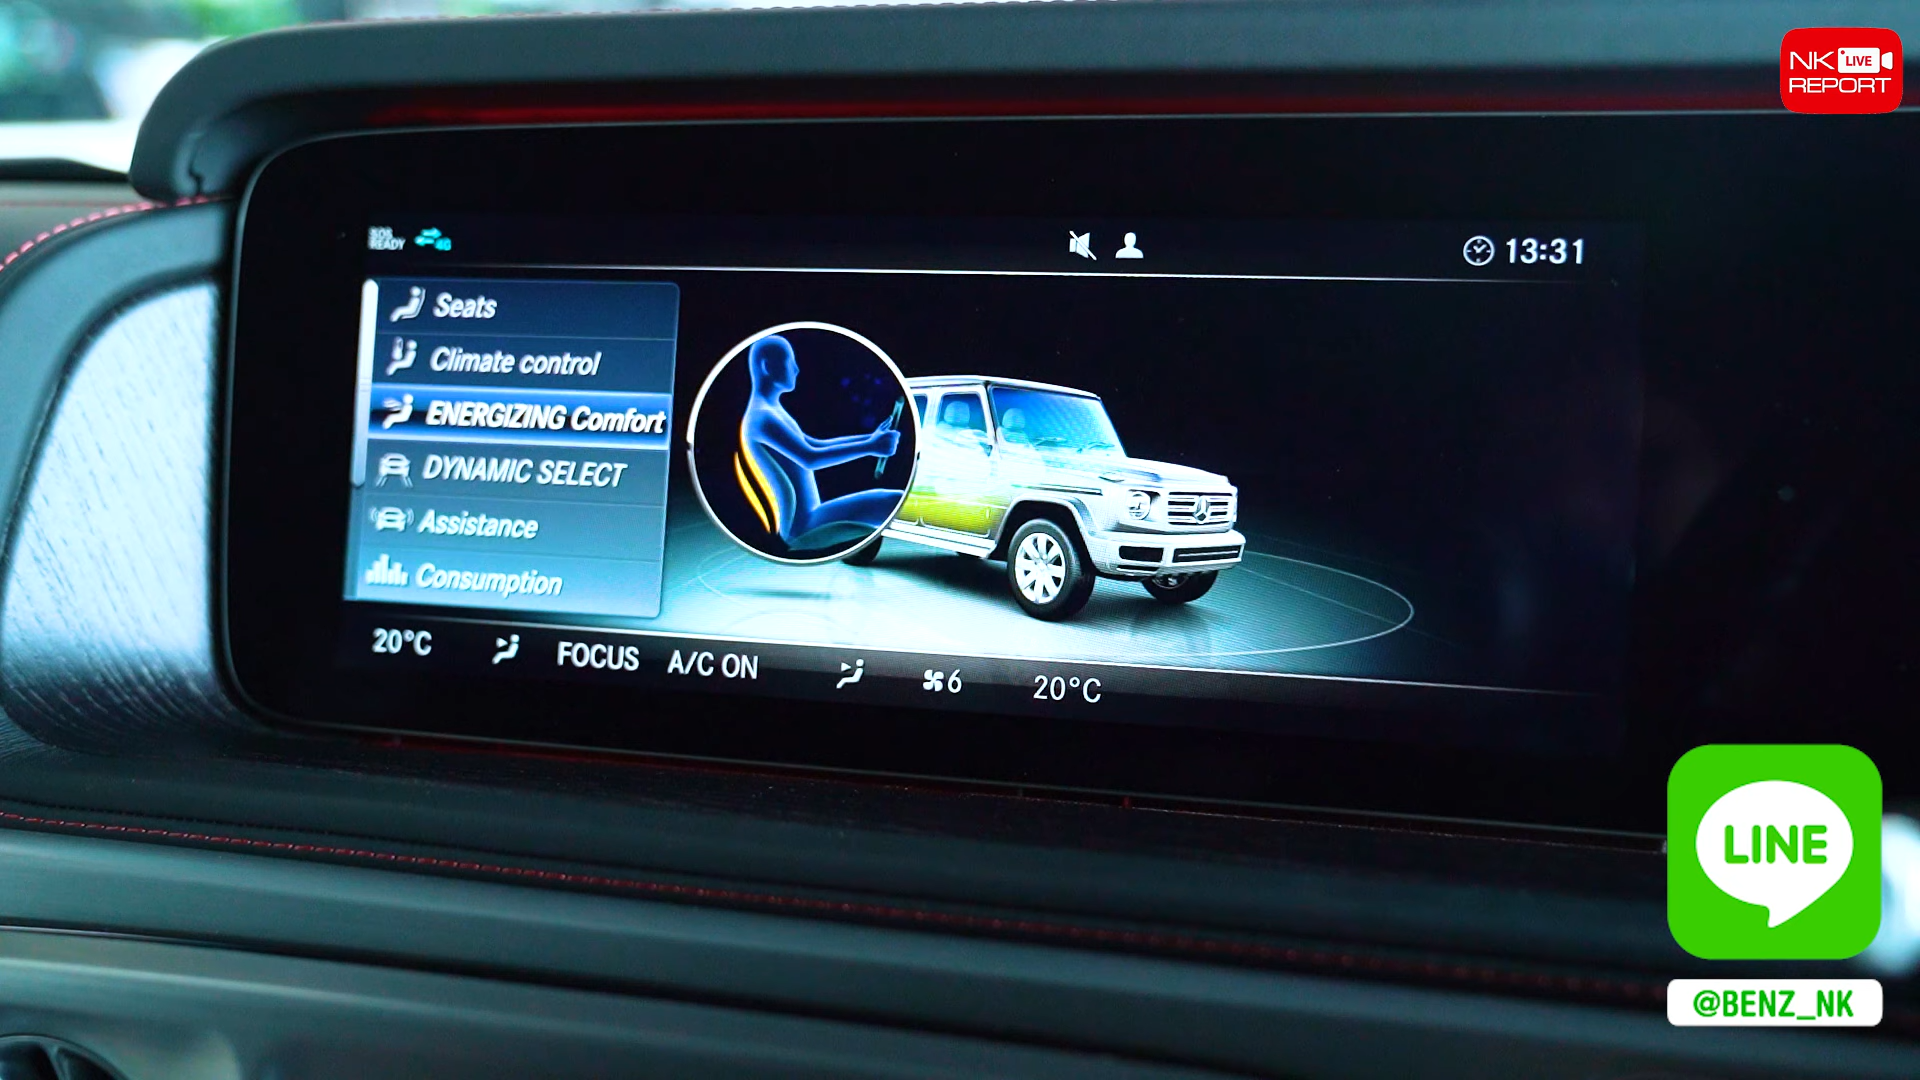 NK LIVE
REPORT
SOS
READY
4G
13:31
Seats
Climate control
ENERGIZING Comfort
DYNAMIC SELECT
Assistance
Consumption
20°C FOCUS A/C ON 6 20°C
LINE
@BENZ_NK